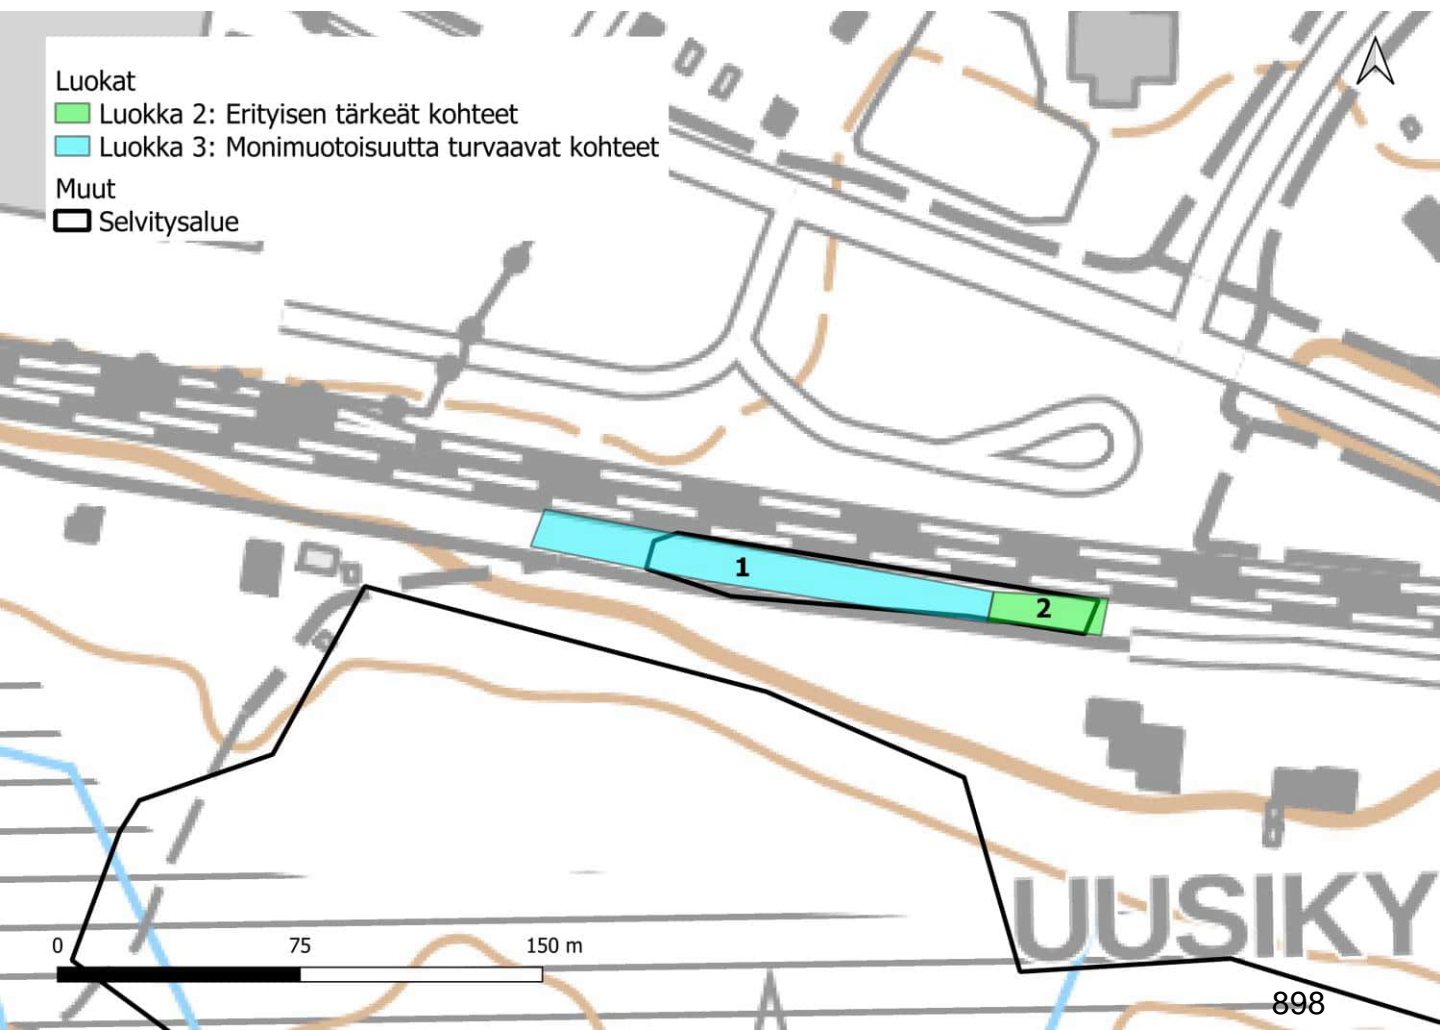 Luokat
Luokka 2: Erityisen tärkeät kohteet
Luokka 3: Monimuotoisuutta turvaavat kohteet
Muut
Selvitysalue
1
2
UUSIKY
0 75 150 m
898